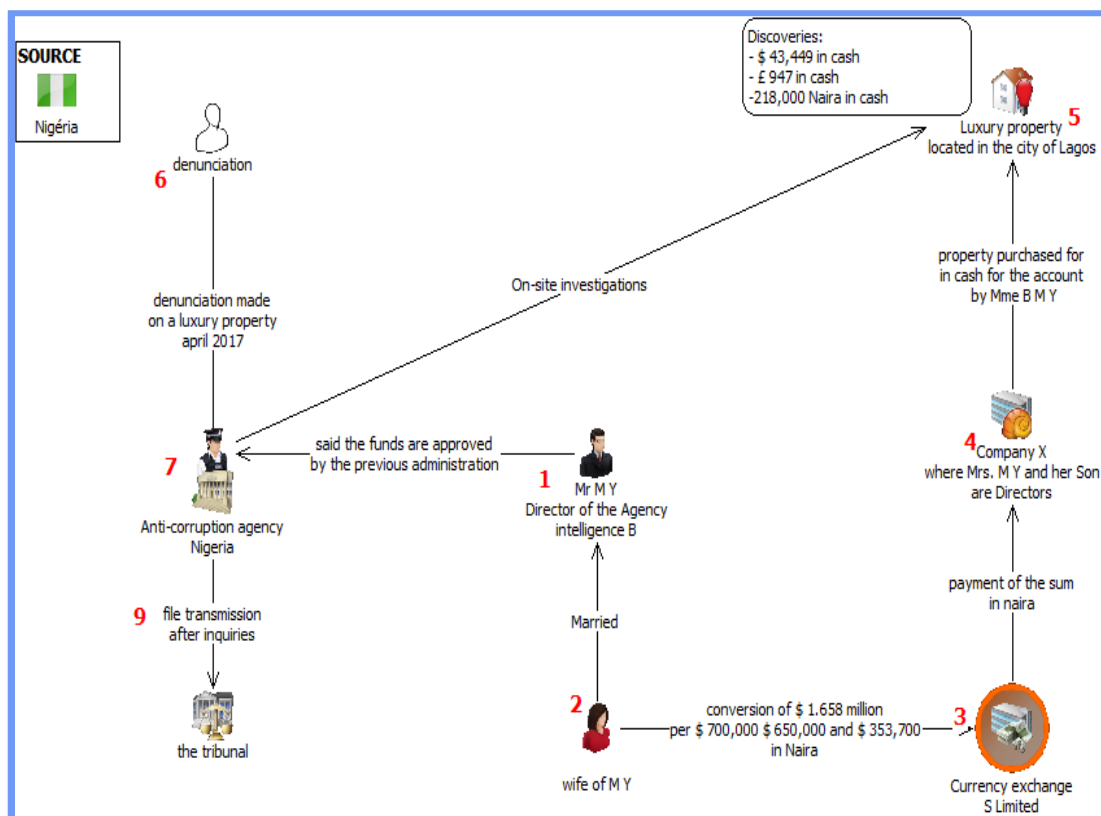 SOURCE
Nigéria
Discoveries:
- $ 43,449 in cash
- £ 947 in cash
-218,000 Naira in cash
5
Luxury property
located in the city of Lagos
6
denunciation
denunciation made
on a luxury property
april 2017
On-site investigations
property purchased for
in cash for the account
by Mme B M Y
7
Anti-corruption agency
Nigeria
said the funds are approved
by the previous administration
1
Mr M Y
Director of the Agency
intelligence B
4
Company X
where Mrs. M Y and her Son
are Directors
9
file transmission
after inquiries
the tribunal
Married
2
wife of M Y
conversion of $ 1.658 million
per $ 700,000 $ 650,000 and $ 353,700
in Naira
payment of the sum
in naira
3
Currency exchange
S Limited